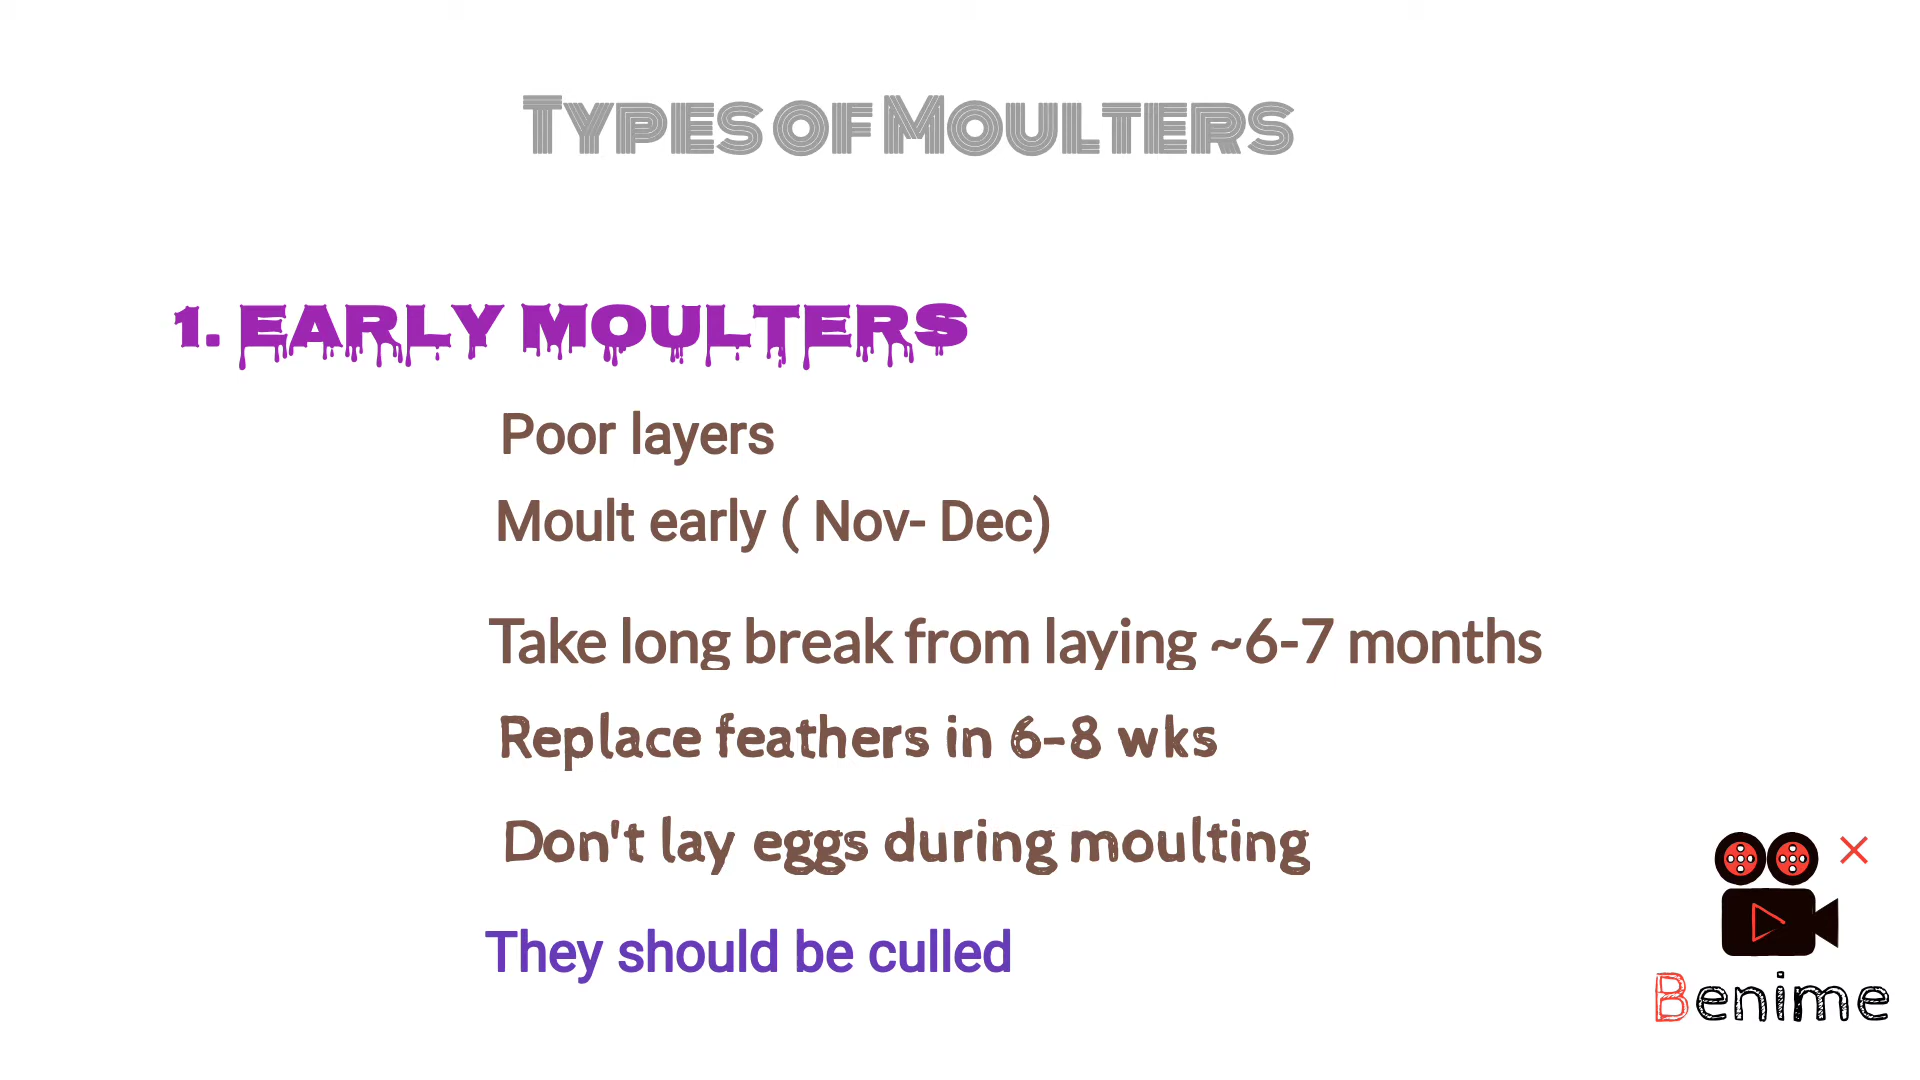 Types of Moulters
1. EARLY MOULTERS
Poor layers
Moult early ( Nov- Dec)
Take long break from laying ~6-7 months
Replace feathers in 6-8 wks
Don't lay eggs during moulting
They should be culled
Benime